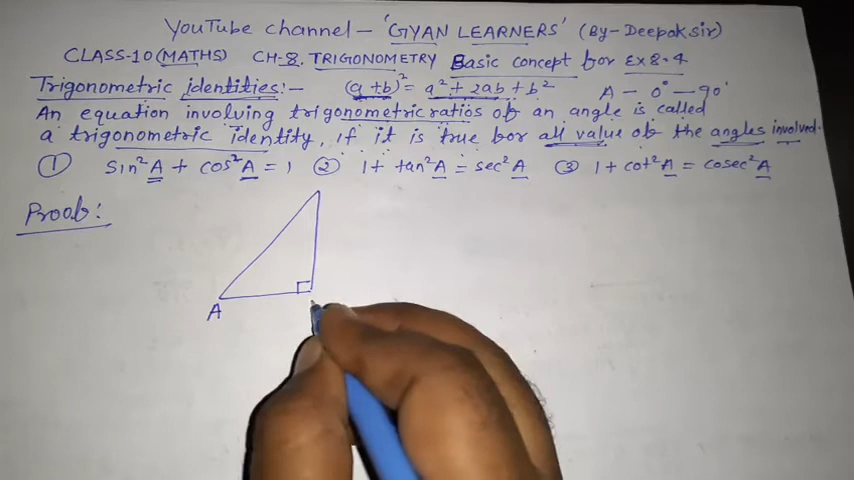 YouTube channel - 'GYAN LEARNERS' (By-Deepak sir)
CLASS-10 (MATHS) CH-8. TRIGONOMETRY Basic concept for Ex 8.4
Trigonometric identities:- (a+b)² = a² + 2ab + b² A - 0° - 90°
An equation involving trigonometric ratios of an angle is called
a trigonometric identity, if it is true for all value of the angles involved.
① sin²A + cos²A = 1 ② 1 + tan²A = sec²A ③ 1 + cot²A = cosec²A
Proof:
A